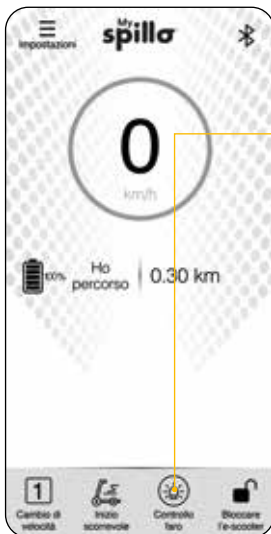 My
Impostazioni
spillo
0
km/h
100%
Ho
percorso
0.30 km
1
Cambio di
velocità
Inizio
scorrevole
Controllo
faro
Bloccare
l'e-scooter